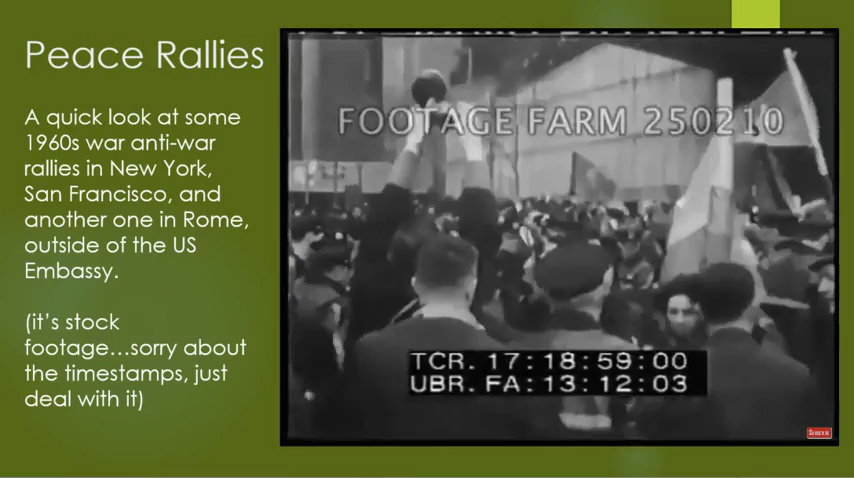 Peace Rallies
A quick look at some
1960s war anti-war
rallies in New York,
San Francisco, and
another one in Rome,
outside of the US
Embassy.
(it's stock
footage...sorry about
the timestamps, just
deal with it)
FOOTAGE FARM 250210
TCR. 17:18:59:00
UBR. FA:13:12:03